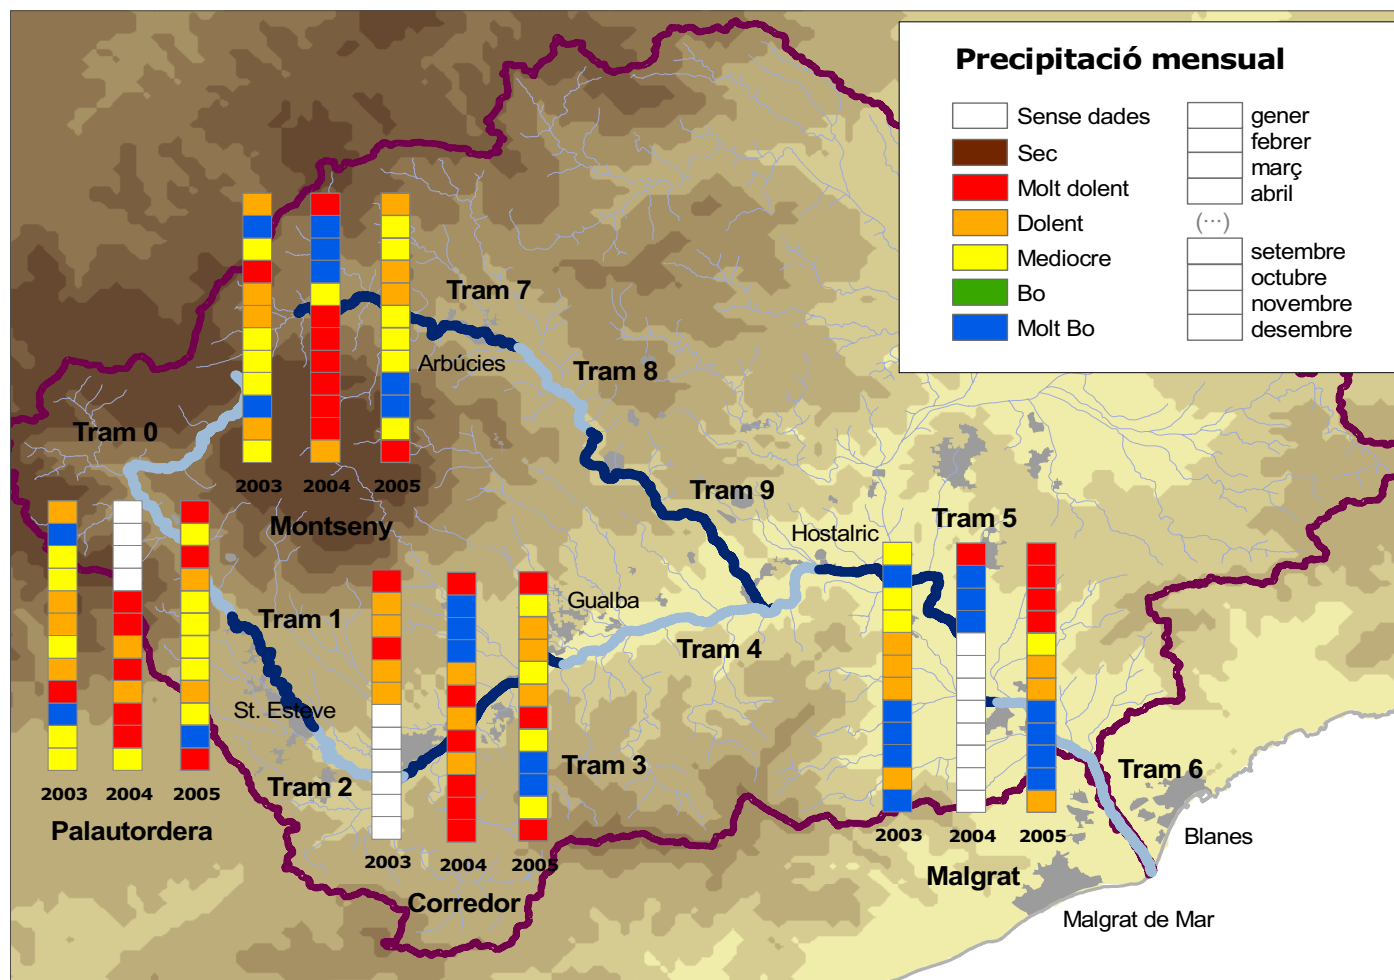 Precipitació mensual
Sense dades
Sec
Molt dolent
Dolent
Mediocre
Bo
Molt Bo
gener
febrer
març
abril
(...)
setembre
octubre
novembre
desembre
Tram 7
Arbúcies
Tram 8
Tram 0
2003
2004
2005
Montseny
Tram 9
Hostalric
Tram 5
Gualba
Tram 1
Tram 4
St. Esteve
Tram 2
Tram 3
Tram 6
2003
2004
2005
Palautordera
2003
2004
2005
Corredor
2003
2004
2005
Malgrat
Blanes
Malgrat de Mar